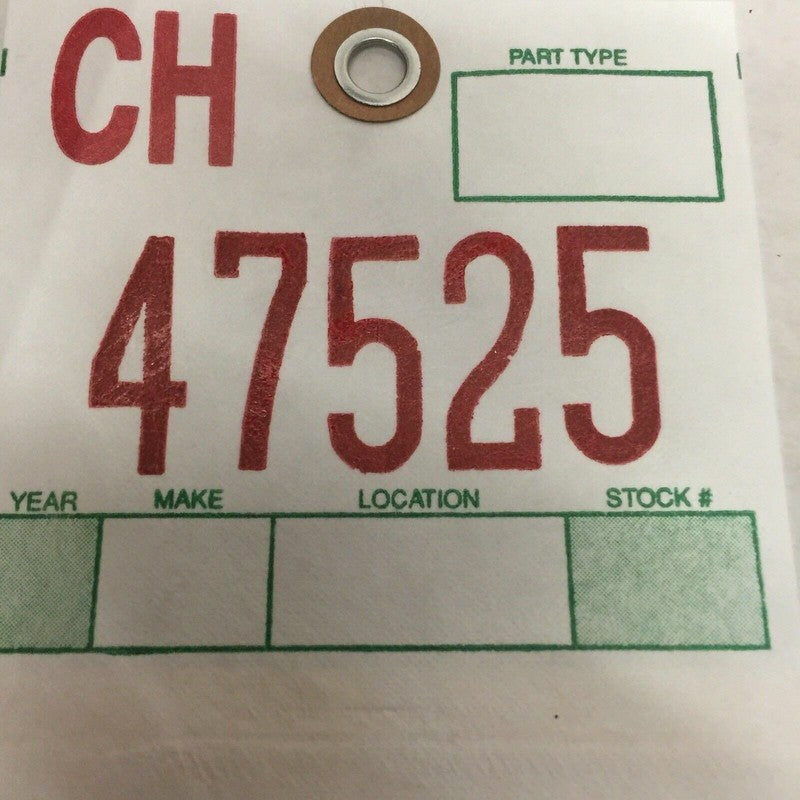 CH
PART TYPE
47525
YEAR MAKE LOCATION STOCK #